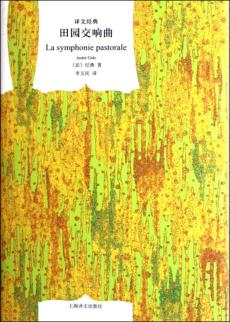 译文经典
田园交响曲
La symphonie pastorale
André Gide
〔法〕纪德 著
李玉民 译
上海译文出版社